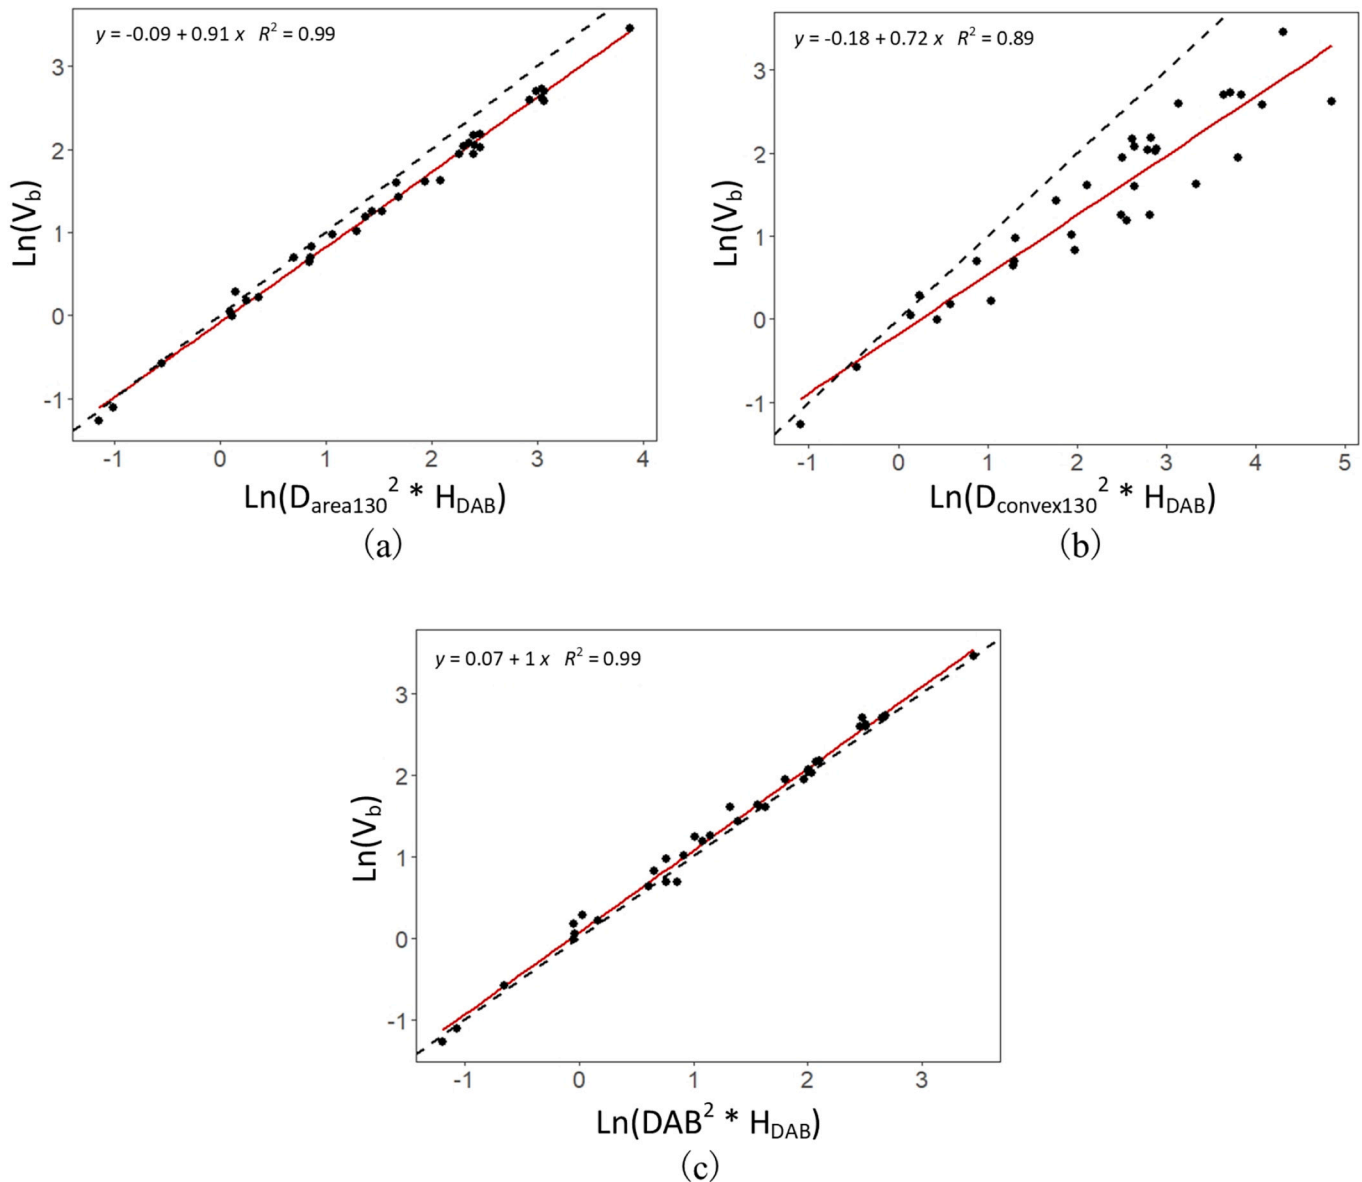 y = -0.09 + 0.91 x R² = 0.99
3
2
1
0
-1
Ln(V_b)
-1 0 1 2 3 4
Ln(D_area130² * H_DAB)
(a)
y = -0.18 + 0.72 x R² = 0.89
3
2
1
0
-1
Ln(V_b)
-1 0 1 2 3 4 5
Ln(D_convex130² * H_DAB)
(b)
y = 0.07 + 1 x R² = 0.99
3
2
1
0
-1
Ln(V_b)
-1 0 1 2 3
Ln(DAB² * H_DAB)
(c)